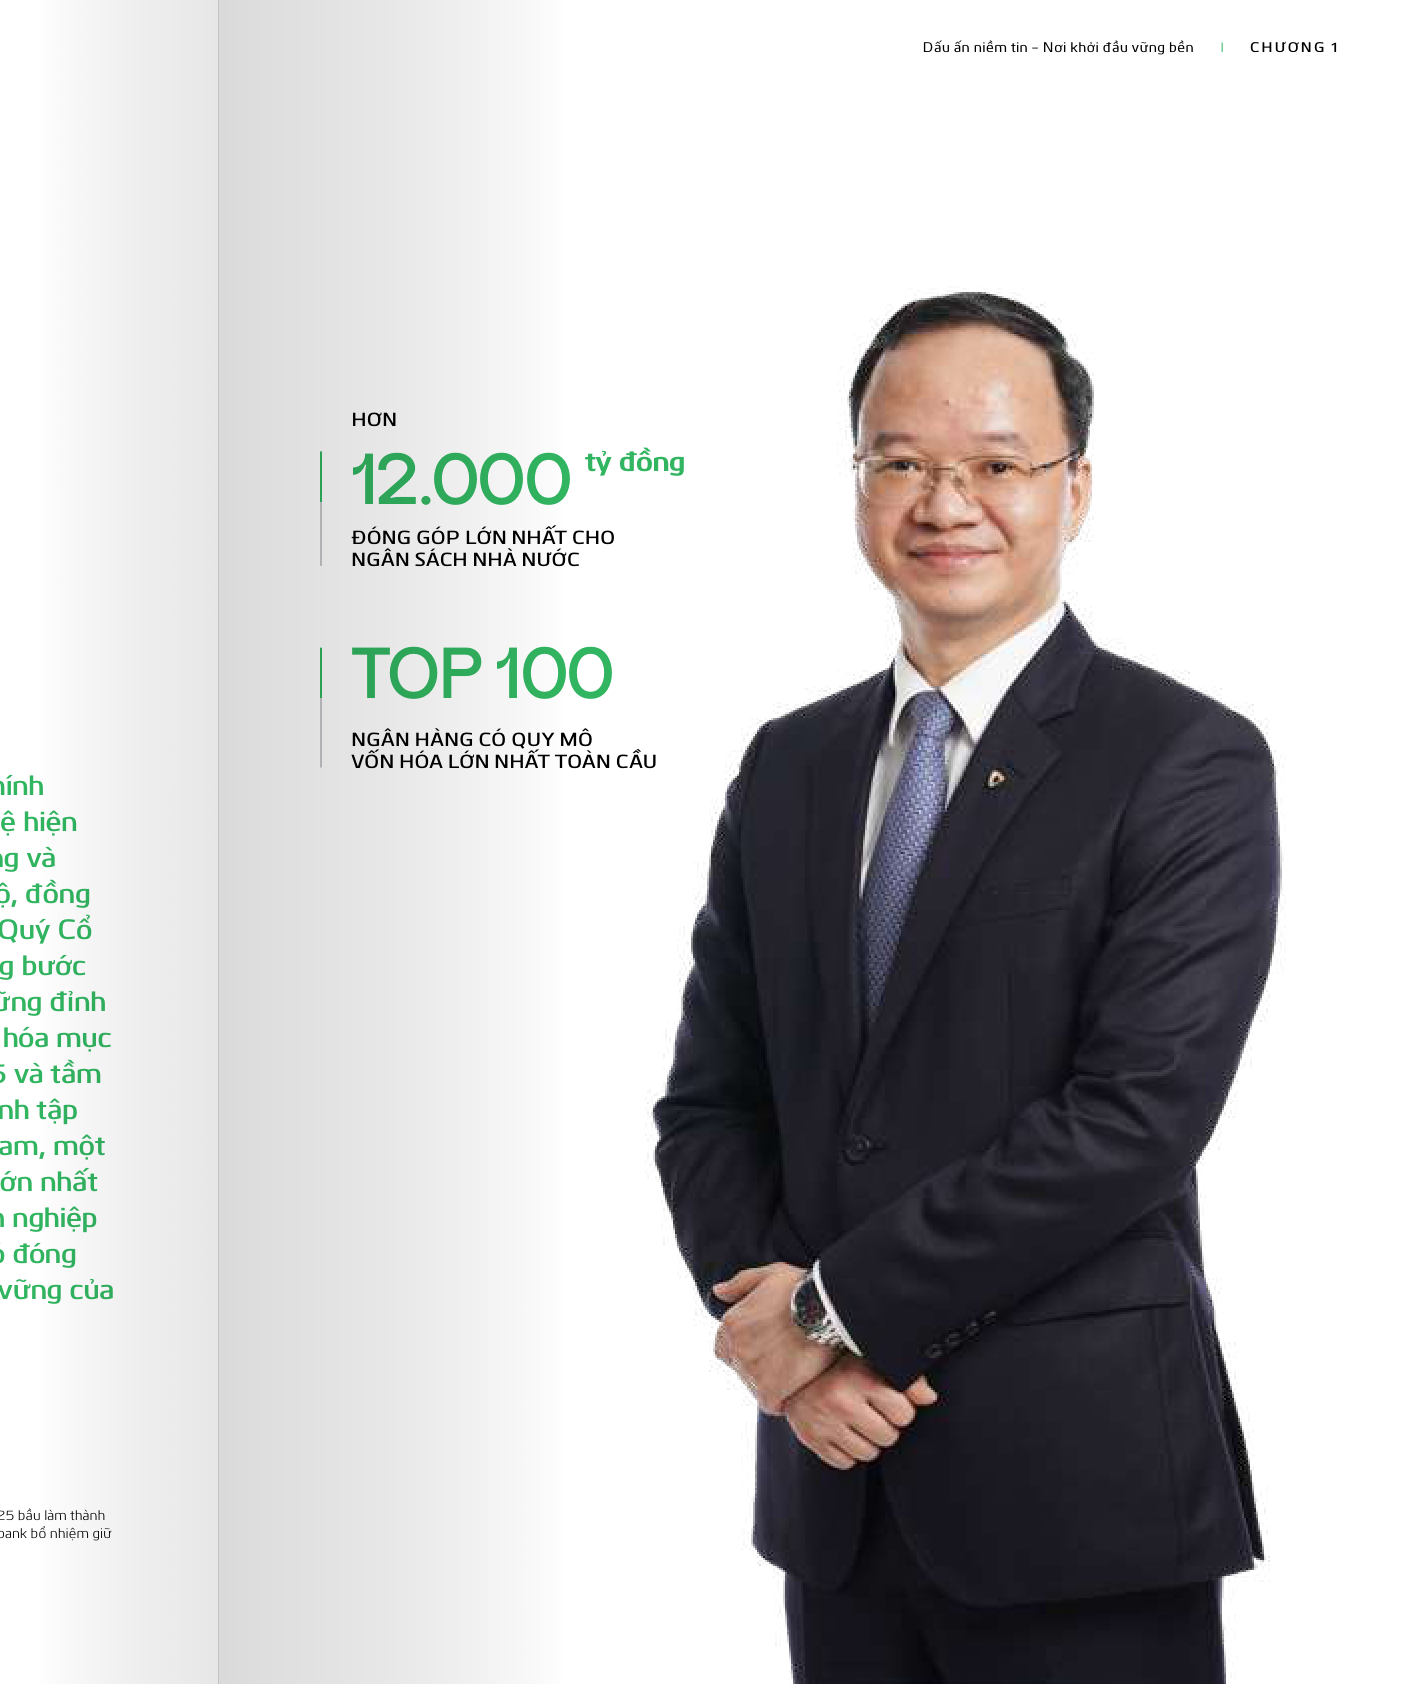 Dấu ấn niềm tin – Nơi khởi đầu vững bền | CHƯƠNG 1
HƠN
12.000 tỷ đồng
ĐÓNG GÓP LỚN NHẤT CHO
NGÂN SÁCH NHÀ NƯỚC
TOP 100
NGÂN HÀNG CÓ QUY MÔ
VỐN HÓA LỚN NHẤT TOÀN CẦU
hiện
và
đồng
Quý Cổ
bước
đỉnh
hóa mục
và tầm
tập
một
nhất
nghiệp
đóng
vững của
25 bầu làm thành
bank bổ nhiệm giữ